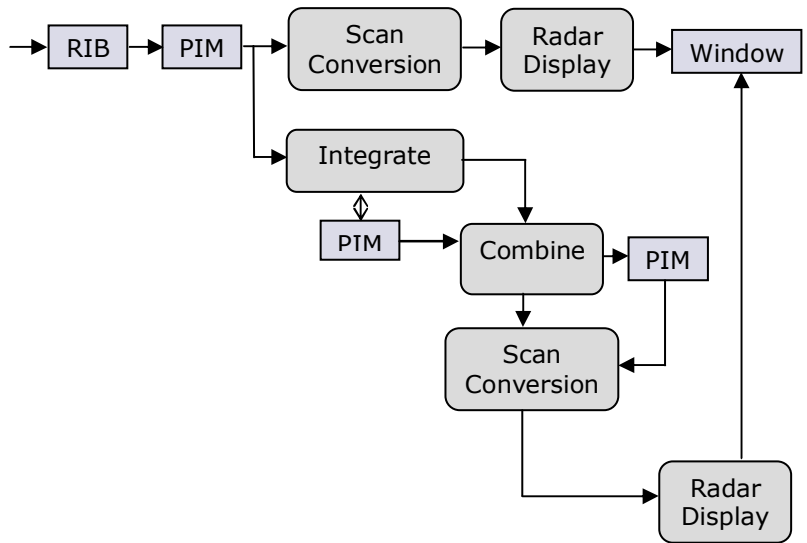 RIB
PIM
Scan
Conversion
Radar
Display
Window
Integrate
PIM
Combine
PIM
Scan
Conversion
Radar
Display